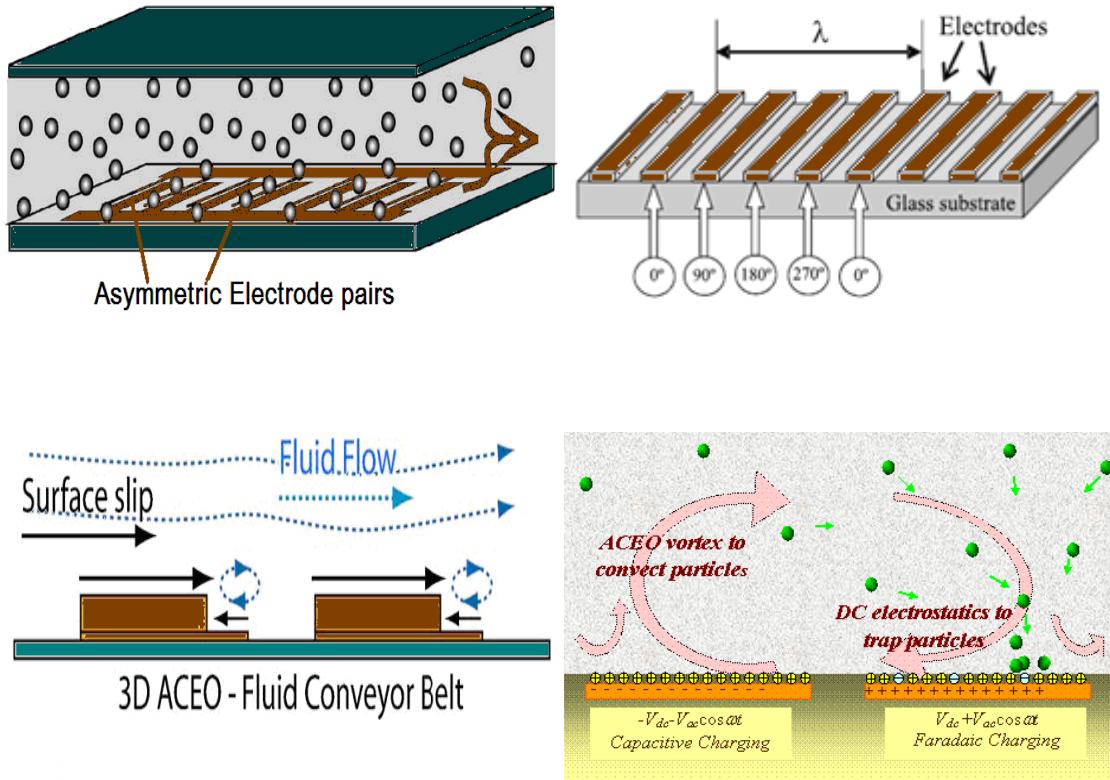 Asymmetric Electrode pairs
λ
Electrodes
Glass substrate
0°
90°
180°
270°
0°
Fluid Flow
Surface slip
3D ACEO - Fluid Conveyor Belt
ACEO vortex to
convect particles
DC electrostatics to
trap particles
-Vdc-Vaccosωt
Capacitive Charging
Vdc+Vaccosωt
Faradaic Charging